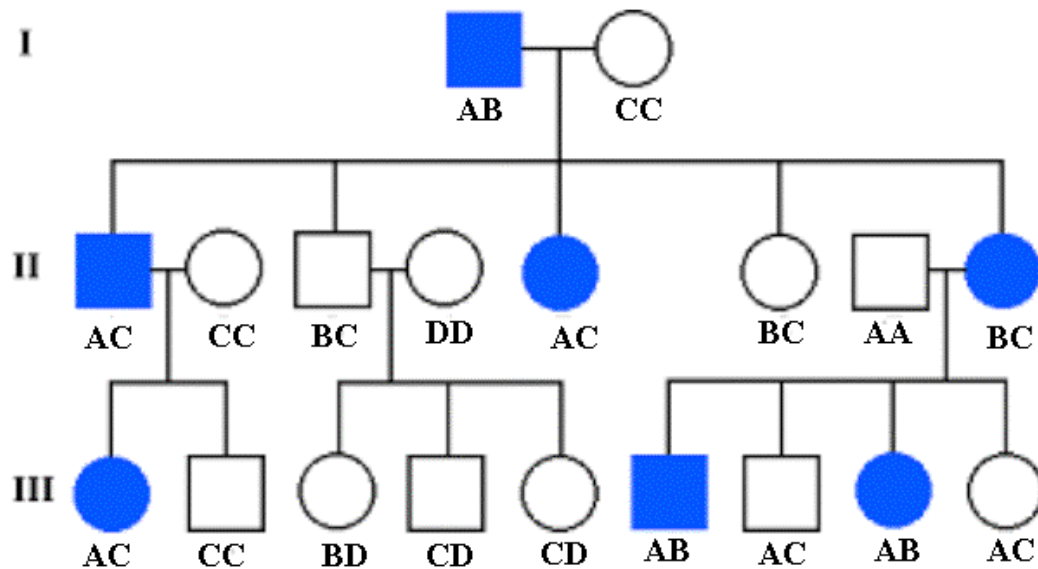 I
AB CC
II
AC CC BC DD AC BC AA BC
III
AC CC BD CD CD AB AC AB AC